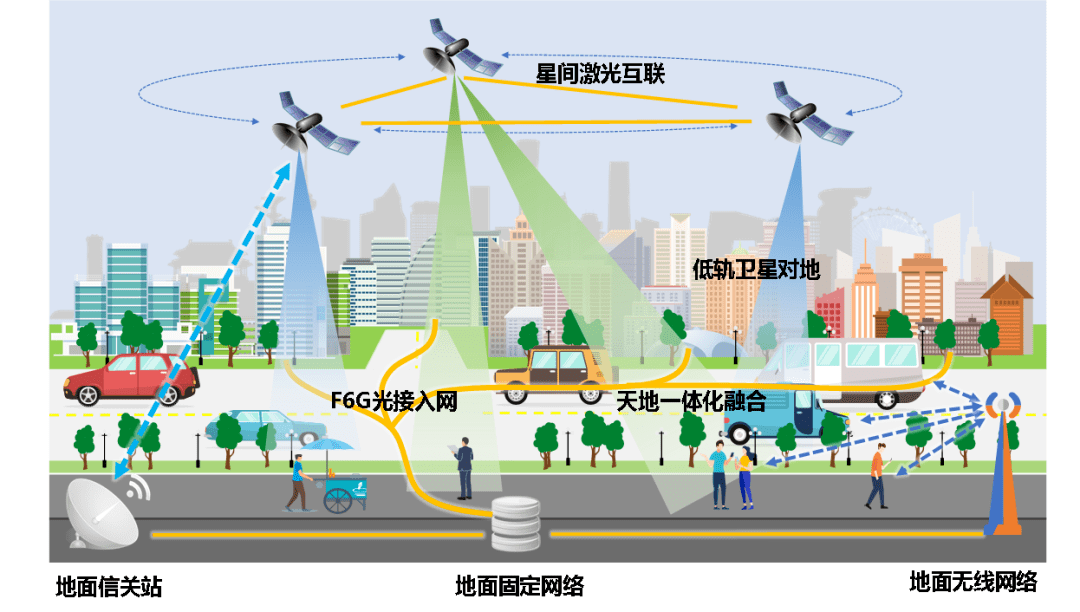 星间激光互联
低轨卫星对地
F6G光接入网
天地一体化融合
地面信关站
地面固定网络
地面无线网络